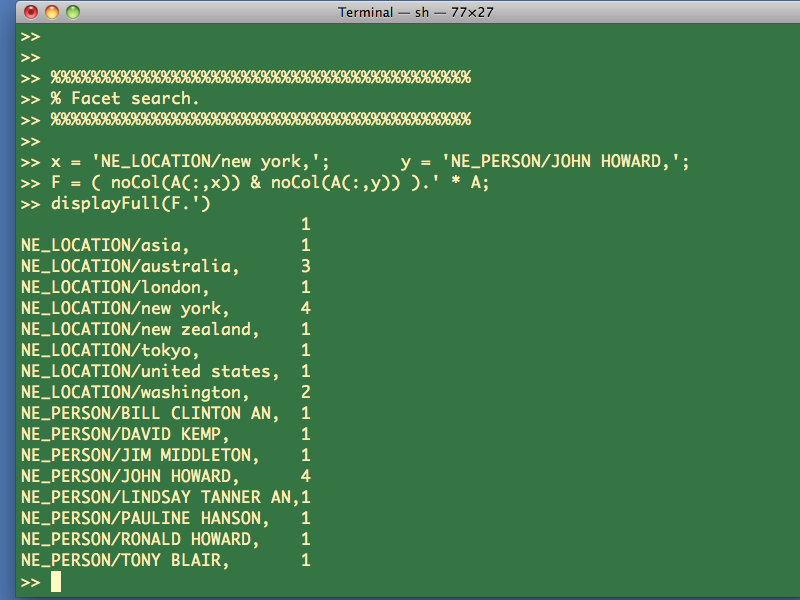 Terminal — sh — 77×27
>>
>>
>> %%%%%%%%%%%%%%%%%%%%%%%%%%%%%%%%%%%%%%%%%%
>> % Facet search.
>> %%%%%%%%%%%%%%%%%%%%%%%%%%%%%%%%%%%%%%%%%%
>>
>> x = 'NE_LOCATION/new york,';       y = 'NE_PERSON/JOHN HOWARD,';
>> F = ( noCol(A(:,x)) & noCol(A(:,y)) ).' * A;
>> displayFull(F.')
                            1
NE_LOCATION/asia,           1
NE_LOCATION/australia,      3
NE_LOCATION/london,         1
NE_LOCATION/new york,       4
NE_LOCATION/new zealand,    1
NE_LOCATION/tokyo,          1
NE_LOCATION/united states,  1
NE_LOCATION/washington,     2
NE_PERSON/BILL CLINTON AN,  1
NE_PERSON/DAVID KEMP,       1
NE_PERSON/JIM MIDDLETON,    1
NE_PERSON/JOHN HOWARD,      4
NE_PERSON/LINDSAY TANNER AN,1
NE_PERSON/PAULINE HANSON,   1
NE_PERSON/RONALD HOWARD,    1
NE_PERSON/TONY BLAIR,       1
>>